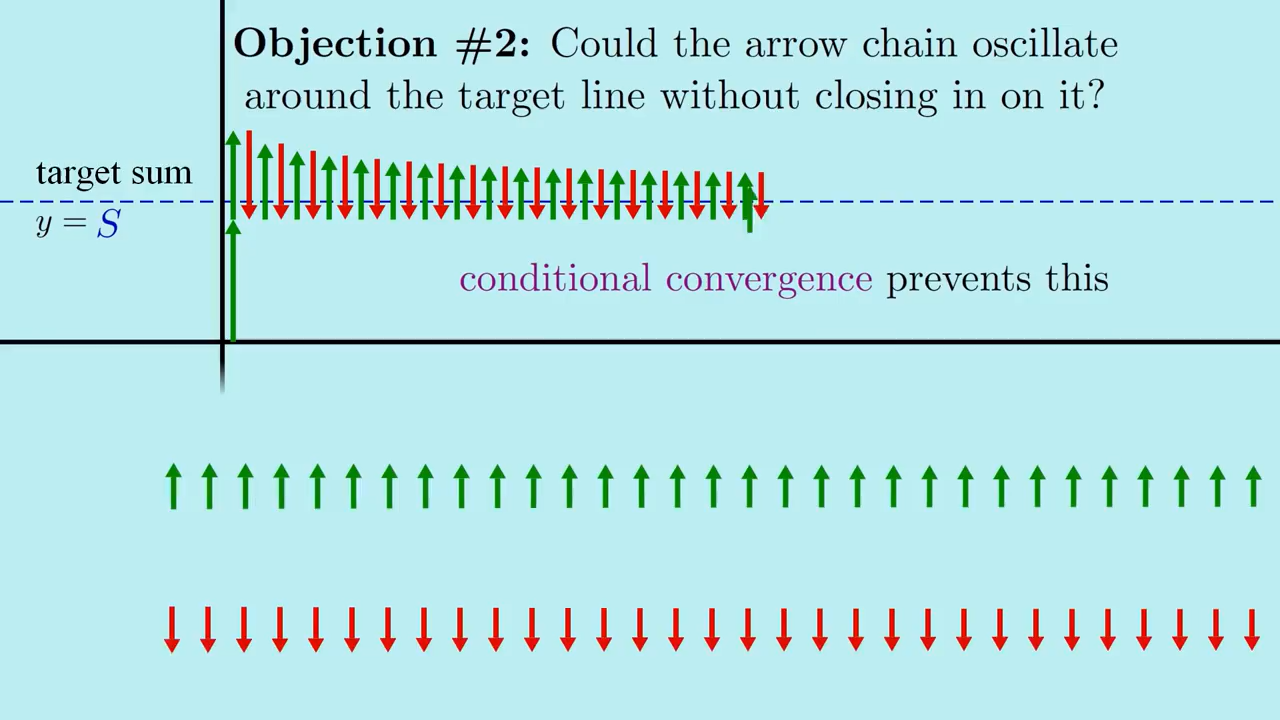 Objection #2: Could the arrow chain oscillate
around the target line without closing in on it?
target sum
y = S
conditional convergence prevents this